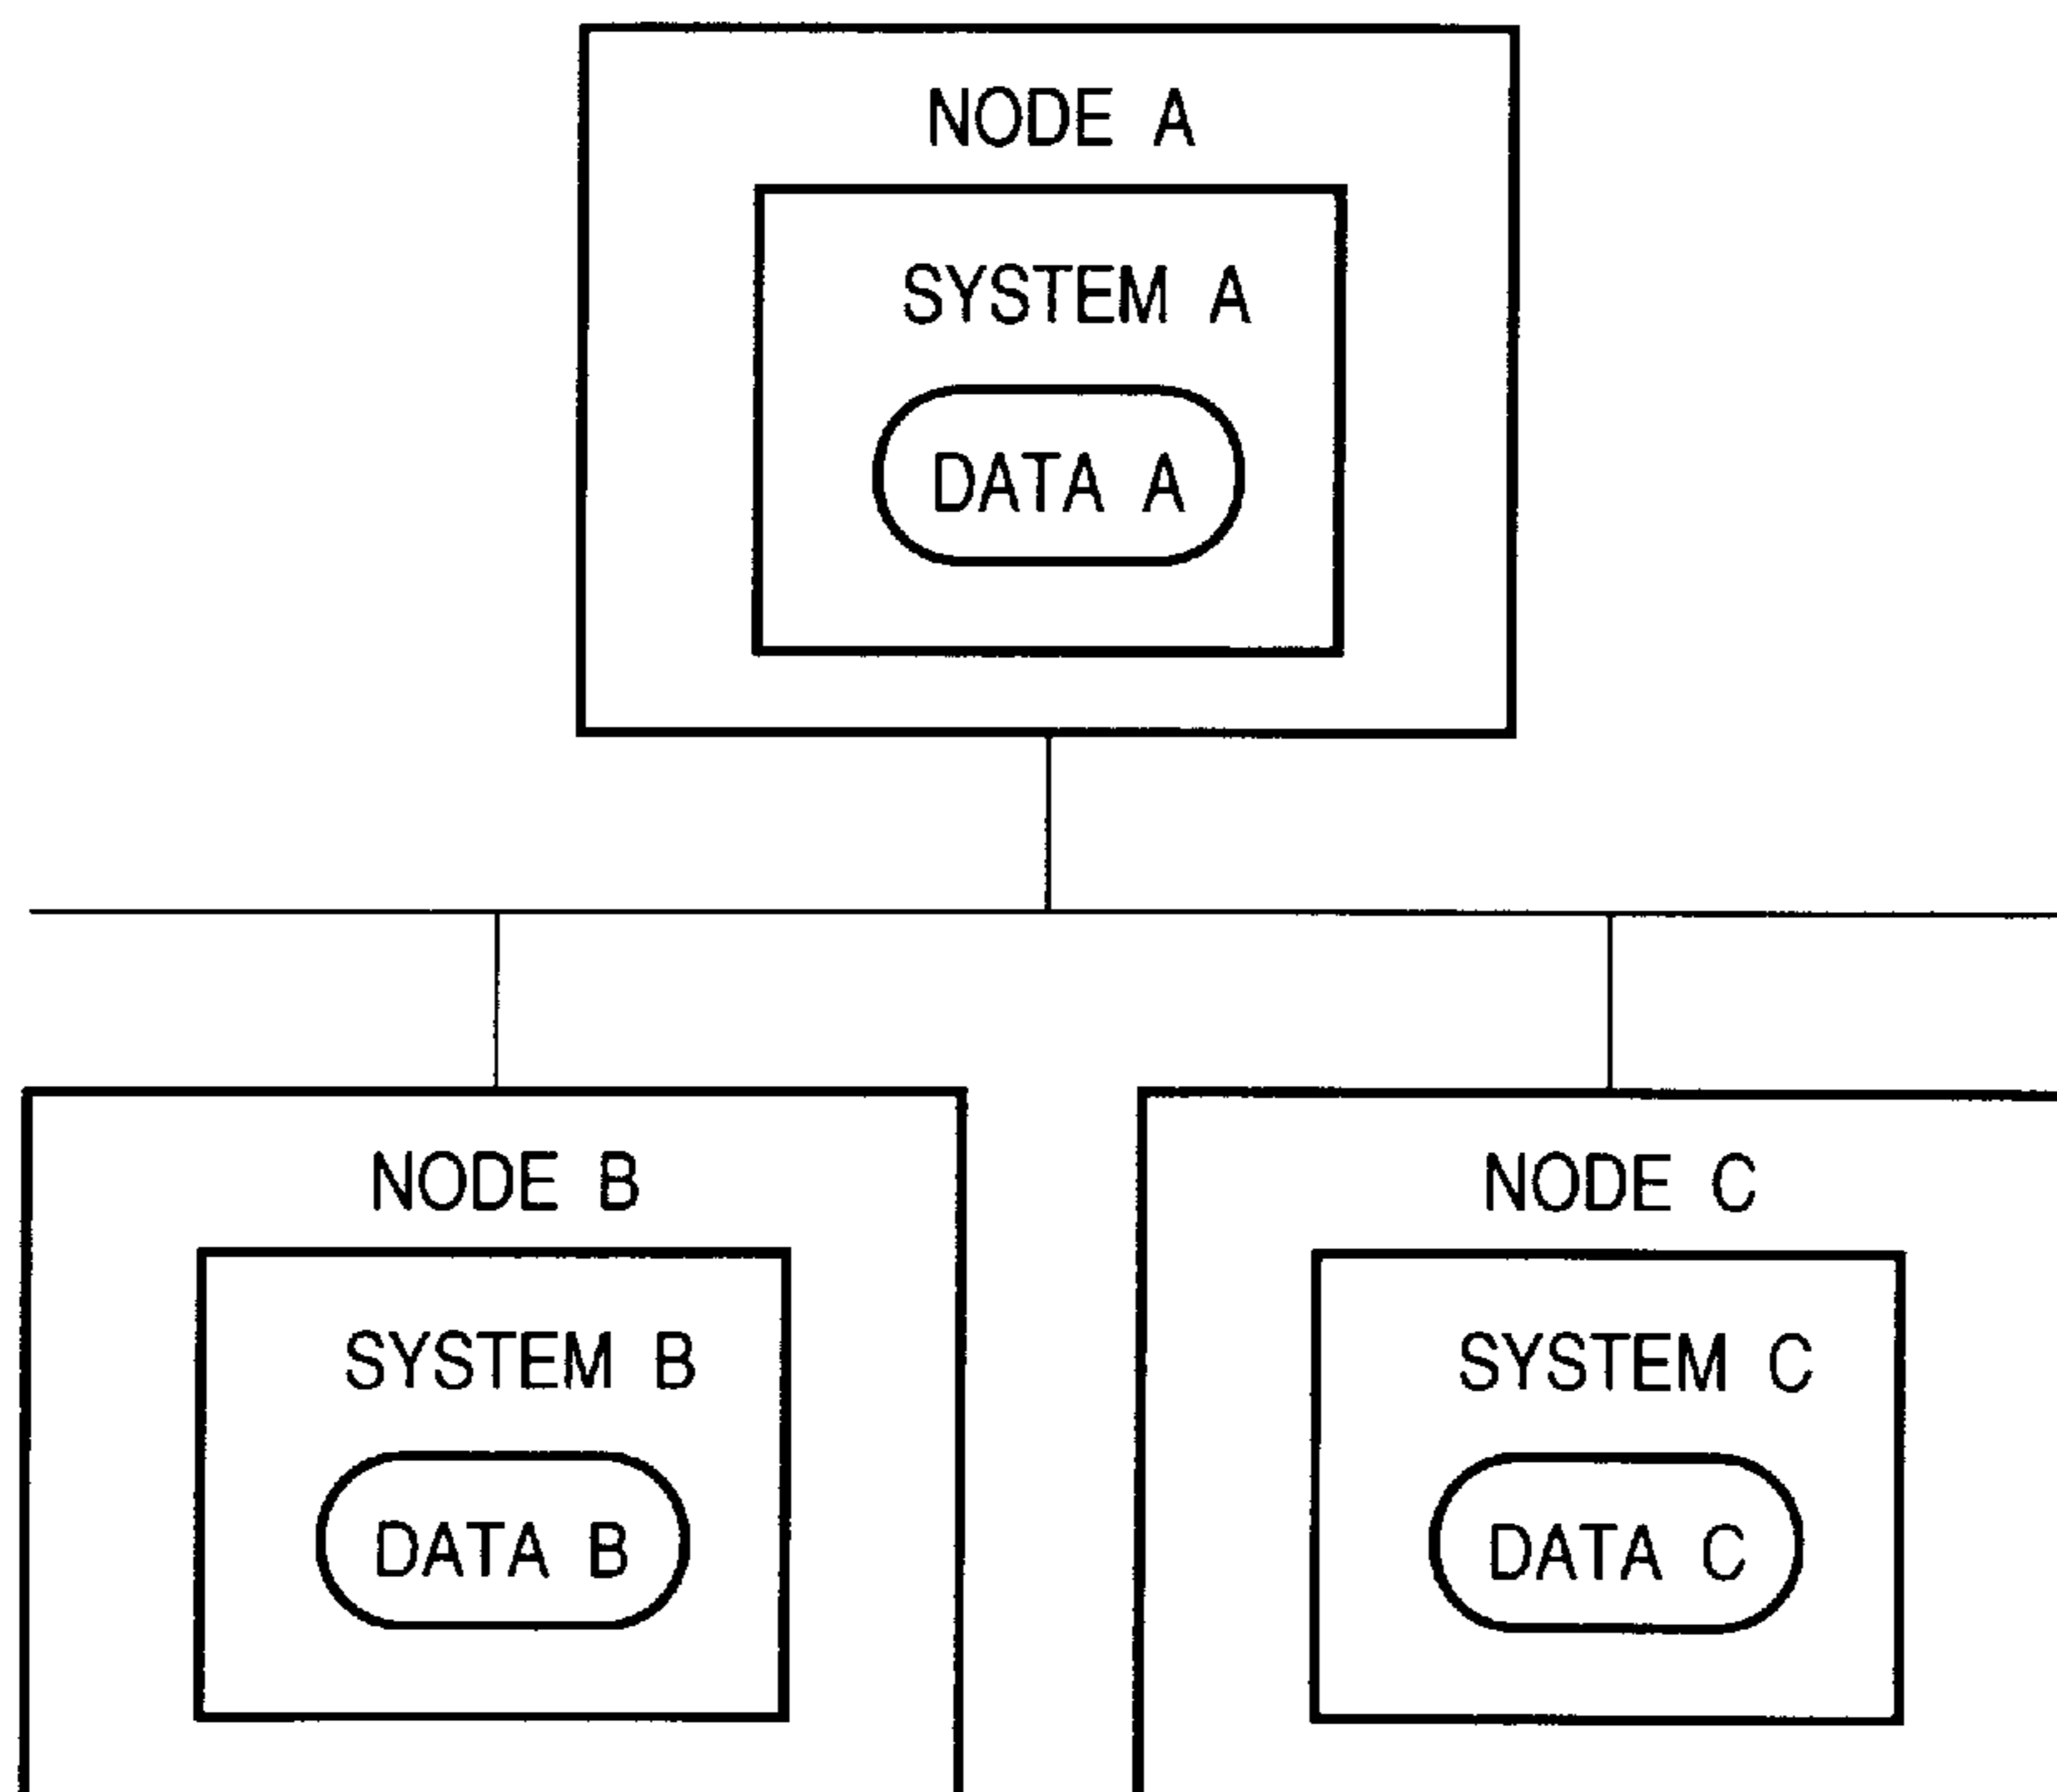 NODE A
SYSTEM A
DATA A
NODE B
SYSTEM B
DATA B
NODE C
SYSTEM C
DATA C